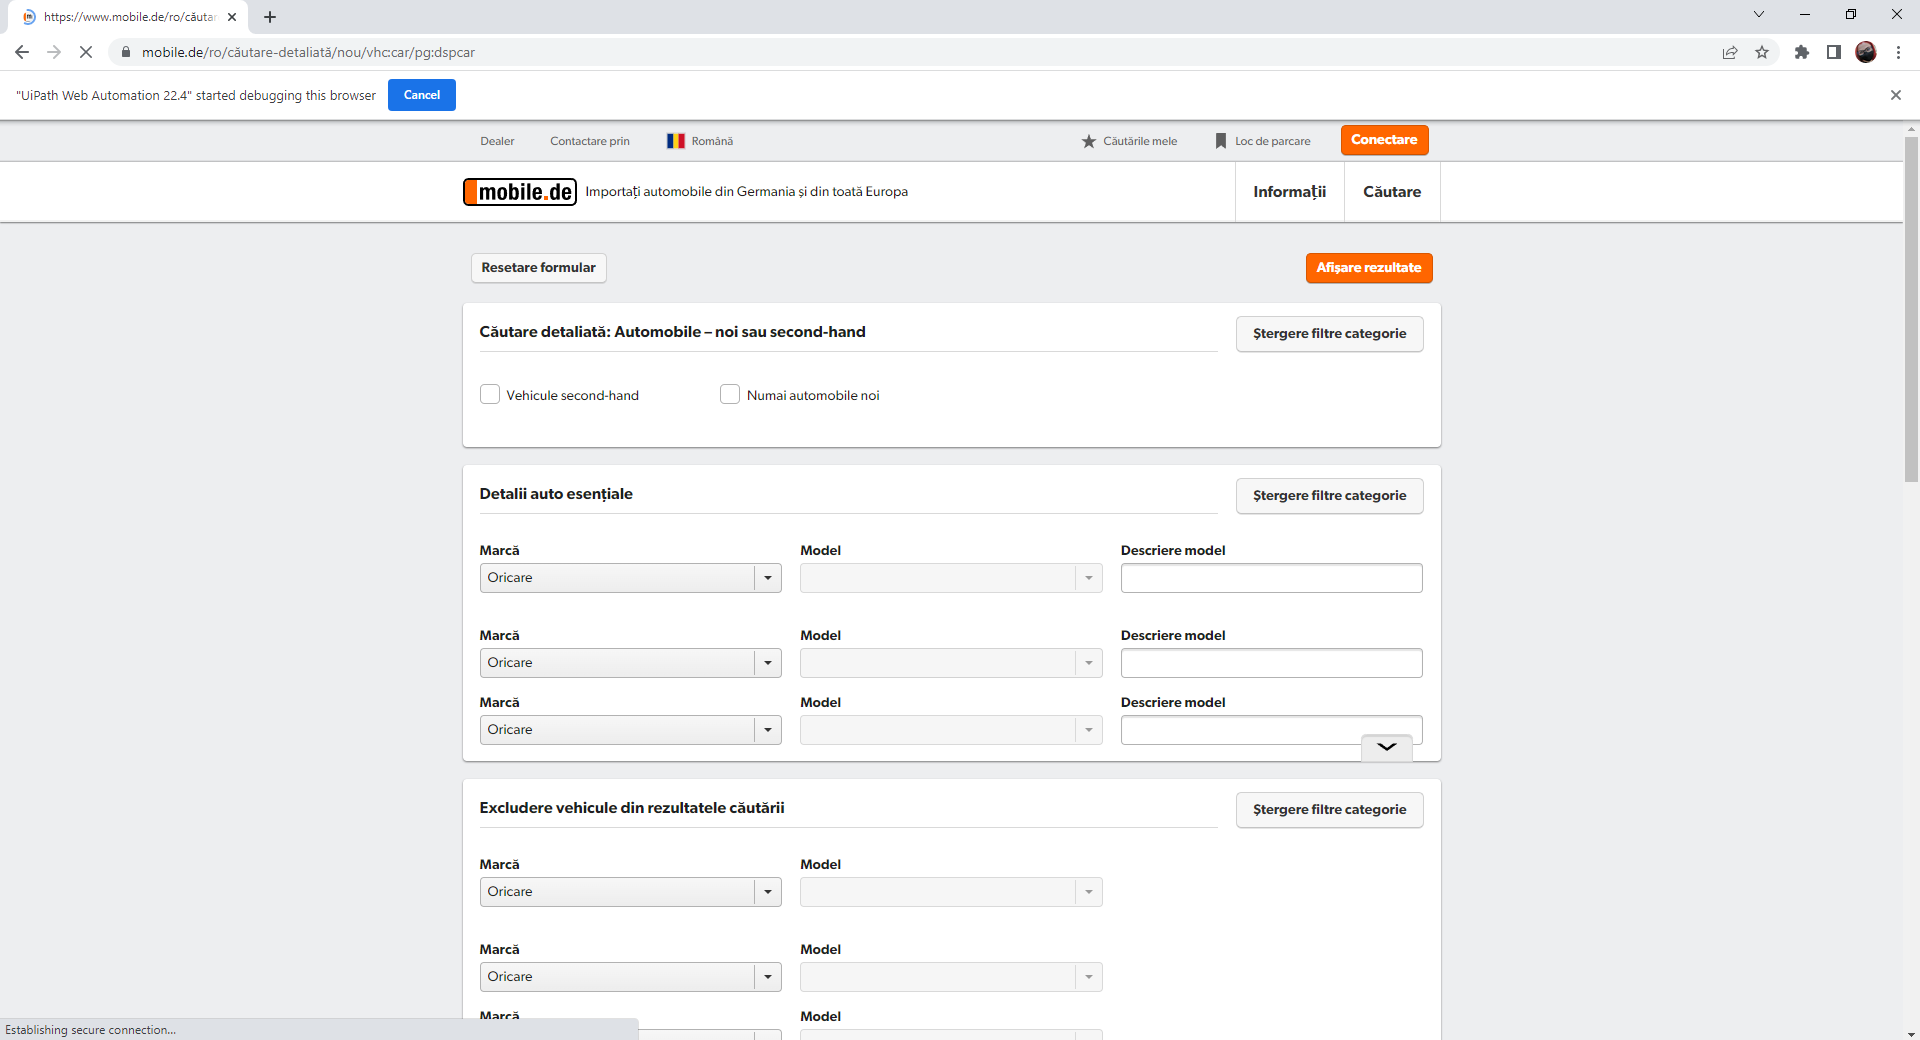 https://www.mobile.de/ro/căutar
mobile.de/ro/căutare-detaliată/nou/vhc:car/pg:dspcar
"UiPath Web Automation 22.4" started debugging this browser
Cancel
Dealer
Contactare prin
Română
Căutările mele
Loc de parcare
Conectare
mobile.de
Importați automobile din Germania și din toată Europa
Informații
Căutare
Resetare formular
Afișare rezultate
Căutare detaliată: Automobile – noi sau second-hand
Ștergere filtre categorie
Vehicule second-hand
Numai automobile noi
Detalii auto esențiale
Ștergere filtre categorie
Marcă
Model
Descriere model
Oricare
Marcă
Model
Descriere model
Oricare
Marcă
Model
Descriere model
Oricare
Excludere vehicule din rezultatele căutării
Ștergere filtre categorie
Marcă
Model
Oricare
Marcă
Model
Oricare
Marcă
Model
Establishing secure connection...